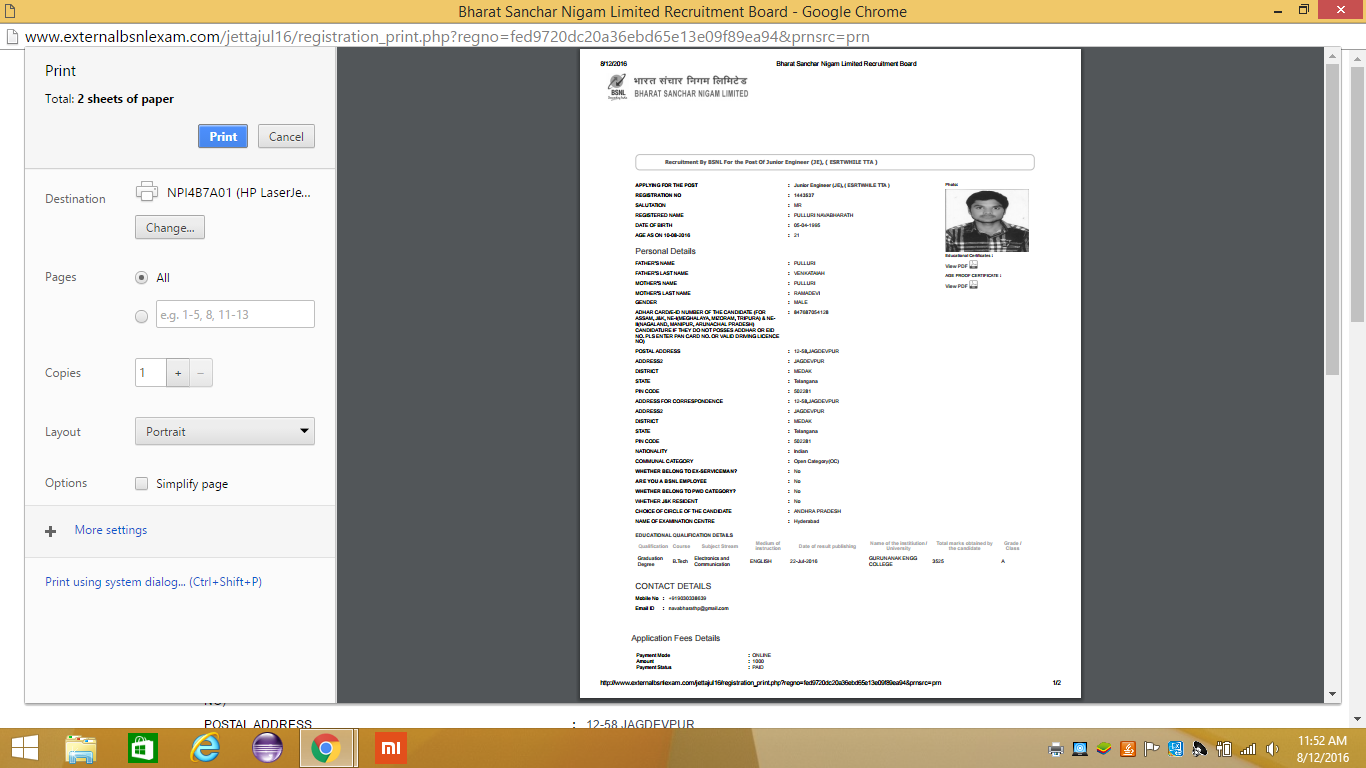 Bharat Sanchar Nigam Limited Recruitment Board - Google Chrome
www.externalbsnlexam.com/jettajul16/registration_print.php?regno=fed9720dc20a36ebd65e13e09f89ea94&prnsrc=prn
Print
Total: 2 sheets of paper
Print Cancel
Destination NPI4B7A01 (HP LaserJe...
Change...
Pages All
e.g. 1-5, 8, 11-13
Copies 1 + −
Layout Portrait
Options Simplify page
More settings
Print using system dialog... (Ctrl+Shift+P)
8/12/2016 Bharat Sanchar Nigam Limited Recruitment Board
भारत संचार निगम लिमिटेड
BSNL BHARAT SANCHAR NIGAM LIMITED
Recruitment By BSNL For the Post Of Junior Engineer (JE), ( ESRTWHILE TTA )
APPLYING FOR THE POST : Junior Engineer (JE), ( ESRTWHILE TTA )
REGISTRATION NO : 1443637
SALUTATION : MR
REGISTERED NAME : PULLURI NAVABHARATH
DATE OF BIRTH : 05-04-1995
AGE AS ON 10-08-2016 : 21
Photo:
Educational Certificates :
View PDF
AGE PROOF CERTIFICATE :
View PDF
Personal Details
FATHER'S NAME : PULLURI
FATHER'S LAST NAME : VENKATAIAH
MOTHER'S NAME : PULLURI
MOTHER'S LAST NAME : RAMADEVI
GENDER : MALE
ADHAR CARD/E-ID NUMBER OF THE CANDIDATE (FOR : 847687054128
ASSAM, J&K, NE-I(MEGHALAYA, MIZORAM, TRIPURA) & NE-
II(NAGALAND, MANIPUR, ARUNACHAL PRADESH)
CANDIDATURE IF THEY DO NOT POSSES ADDHAR OR EID
NO. PLS ENTER PAN CARD NO. OR VALID DRIVING LICENCE
NO)
POSTAL ADDRESS : 12-58,JAGDEVPUR
ADDRESS2 : JAGDEVPUR
DISTRICT : MEDAK
STATE : Telangana
PIN CODE : 502281
ADDRESS FOR CORRESPONDENCE : 12-58,JAGDEVPUR
ADDRESS2 : JAGDEVPUR
DISTRICT : MEDAK
STATE : Telangana
PIN CODE : 502281
NATIONALITY : Indian
COMMUNAL CATEGORY : Open Category(OC)
WHETHER BELONG TO EX-SERVICEMAN? : No
ARE YOU A BSNL EMPLOYEE : No
WHETHER BELONG TO PWD CATEGORY? : No
WHETHER J&K RESIDENT : No
CHOICE OF CIRCLE OF THE CANDIDATE : ANDHRA PRADESH
NAME OF EXAMINATION CENTRE : Hyderabad
EDUCATIONAL QUALIFICATION DETAILS
Qualification Course Subject Stream Medium of instruction Date of result publishing Name of the institution / University Total marks obtained by the candidate Grade / Class
Graduation Degree B.Tech Electronics and Communication ENGLISH 22-Jul-2016 GURUNANAK ENGG COLLEGE 3525 A
CONTACT DETAILS
Mobile No :
Email ID : navabharathp@gmail.com
Application Fees Details
Payment Mode : ONLINE
Amount : 1000
Payment Status : PAID
http://www.externalbsnlexam.com/jettajul16/registration_print.php?regno=fed9720dc20a36ebd65e13e09f89ea94&prnsrc=prn 1/2
NO)
POSTAL ADDRESS : 12-58 JAGDEVPUR
mi
11:52 AM
8/12/2016